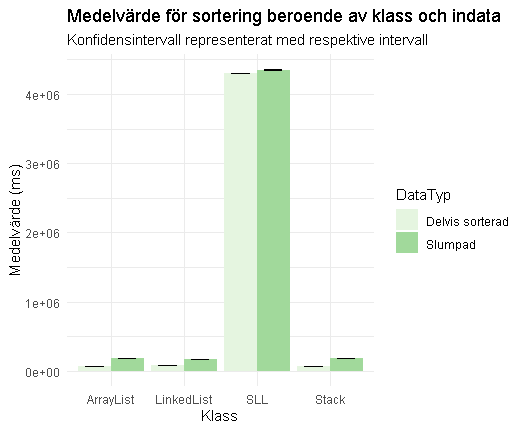 Medelvärde för sortering beroende av klass och indata
Konfidensintervall representerat med respektive intervall
4e+06
3e+06
2e+06
1e+06
0e+00
Medelvärde (ms)
ArrayList
LinkedList
SLL
Stack
Klass
DataTyp
Delvis sorterad
Slumpad